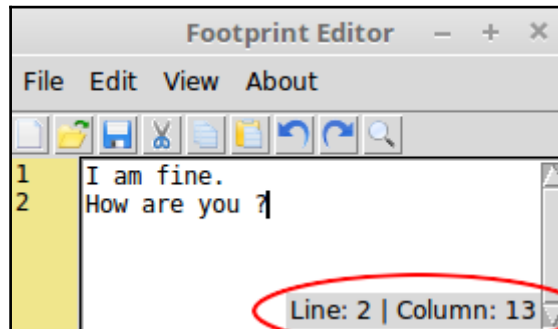 Footprint Editor
File Edit View About
1 I am fine.
2 How are you ?
Line: 2 | Column: 13